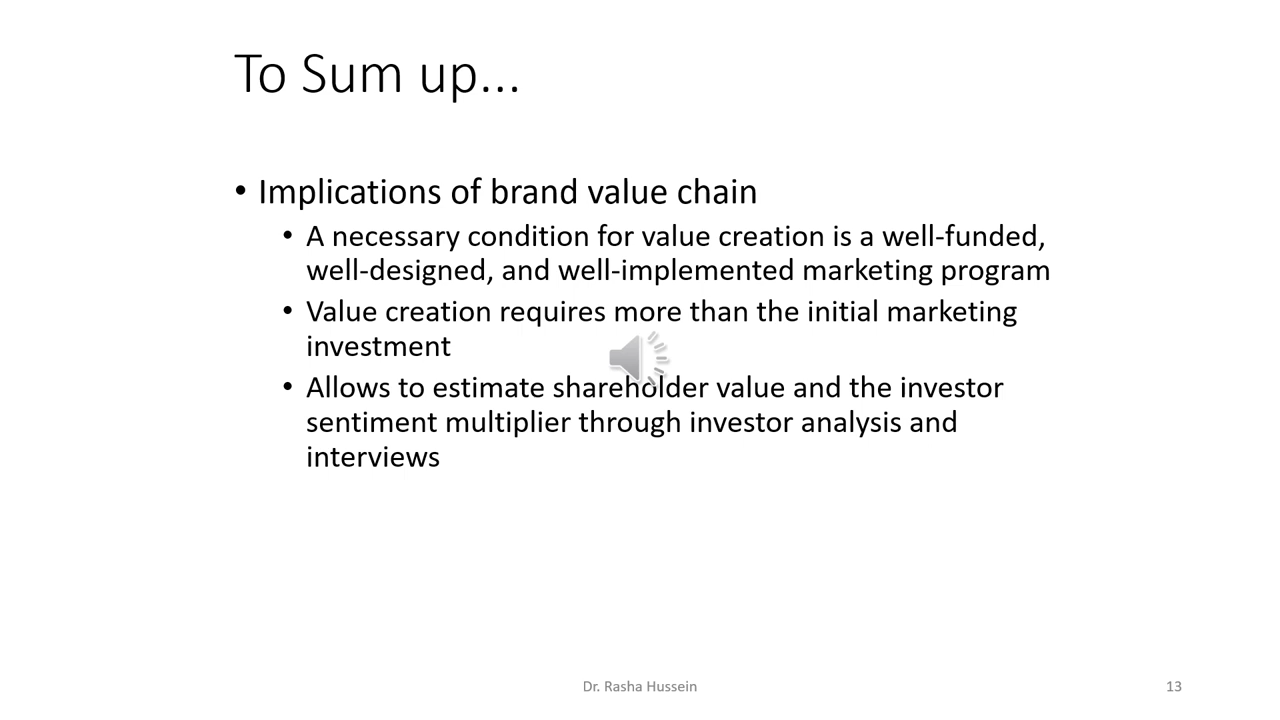 To Sum up...
• Implications of brand value chain
• A necessary condition for value creation is a well-funded,
well-designed, and well-implemented marketing program
• Value creation requires more than the initial marketing
investment
• Allows to estimate shareholder value and the investor
sentiment multiplier through investor analysis and
interviews
Dr. Rasha Hussein
13